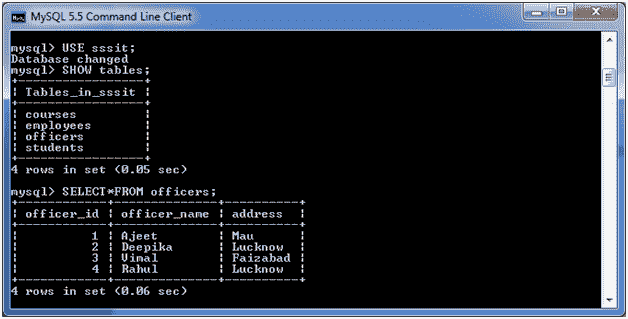 MySQL 5.5 Command Line Client
mysql> USE sssit;
Database changed
mysql> SHOW tables;
+-----------------+
| Tables_in_sssit |
+-----------------+
| courses         |
| employees       |
| officers        |
| students        |
+-----------------+
4 rows in set (0.05 sec)
mysql> SELECT*FROM officers;
+------------+--------------+----------+
| officer_id | officer_name | address  |
+------------+--------------+----------+
|          1 | Ajeet        | Mau      |
|          2 | Deepika      | Lucknow  |
|          3 | Vimal        | Faizabad |
|          4 | Rahul        | Lucknow  |
+------------+--------------+----------+
4 rows in set (0.06 sec)